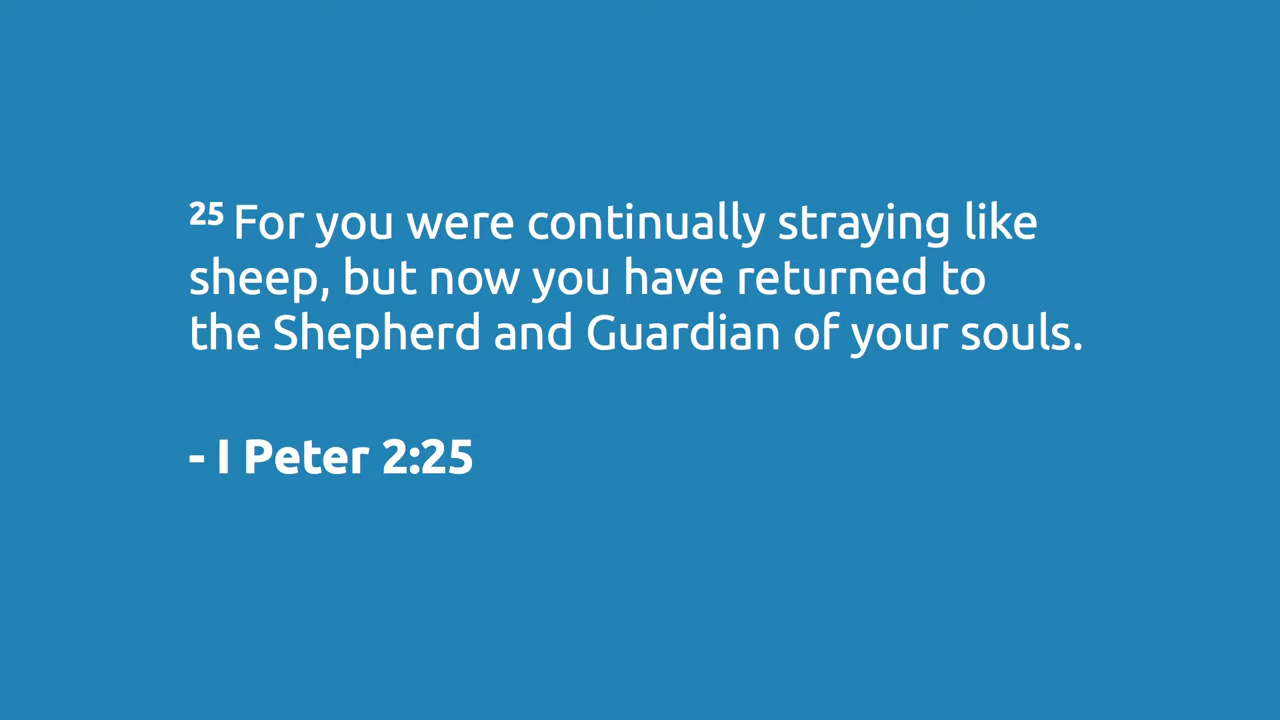 25 For you were continually straying like
sheep, but now you have returned to
the Shepherd and Guardian of your souls.
- I Peter 2:25